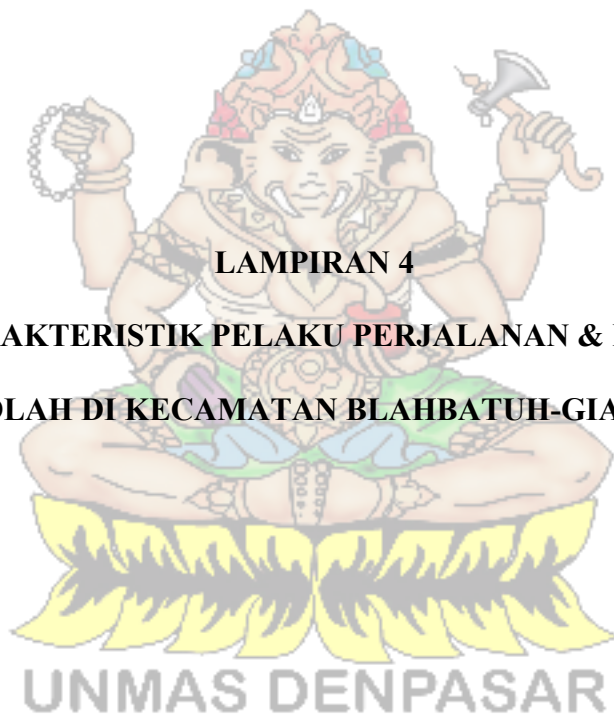 LAMPIRAN 4
AKTERISTIK PELAKU PERJALANAN &
OLAH DI KECAMATAN BLAHBATUH-GIA
UNMAS DENPASAR